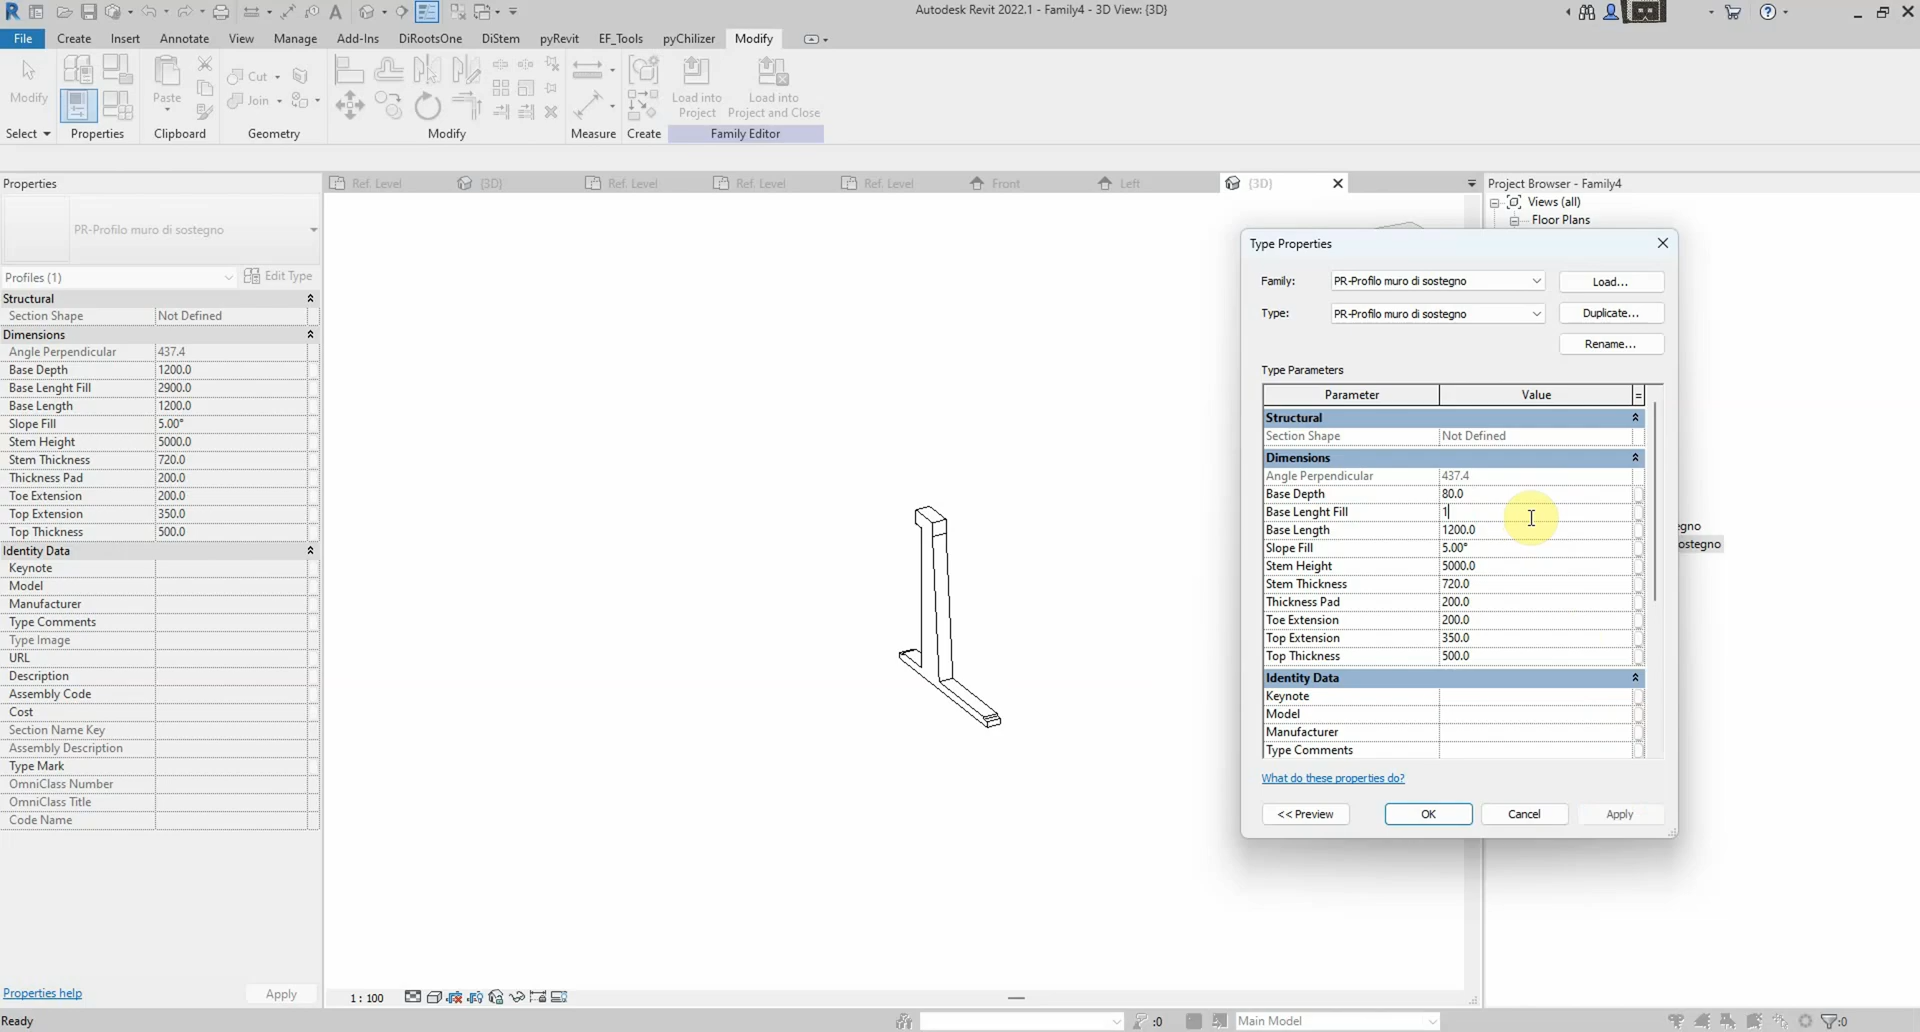 Autodesk Revit 2022.1 - Family4 - 3D View: {3D}
File Create Insert Annotate View Manage Add-Ins DiRootsOne DiStem pyRevit EF_Tools pyChilizer Modify
Modify Paste Cut Join Load into Project Load into Project and Close
Select Properties Clipboard Geometry Modify Measure Create Family Editor
Properties
Ref. Level {3D} Ref. Level Ref. Level Ref. Level Front Left {3D}
Project Browser - Family4
Views (all)
Floor Plans
PR-Profilo muro di sostegno
Profiles (1) Edit Type
Structural
Section Shape Not Defined
Dimensions
Angle Perpendicular 437.4
Base Depth 1200.0
Base Lenght Fill 2900.0
Base Length 1200.0
Slope Fill 5.00°
Stem Height 5000.0
Stem Thickness 720.0
Thickness Pad 200.0
Toe Extension 200.0
Top Extension 350.0
Top Thickness 500.0
Identity Data
Keynote
Model
Manufacturer
Type Comments
Type Image
URL
Description
Assembly Code
Cost
Section Name Key
Assembly Description
Type Mark
OmniClass Number
OmniClass Title
Code Name
Properties help Apply
Type Properties
Family: PR-Profilo muro di sostegno Load...
Type: PR-Profilo muro di sostegno Duplicate...
Rename...
Type Parameters
Parameter Value =
Structural
Section Shape Not Defined
Dimensions
Angle Perpendicular 437.4
Base Depth 80.0
Base Lenght Fill 1
Base Length 1200.0
Slope Fill 5.00°
Stem Height 5000.0
Stem Thickness 720.0
Thickness Pad 200.0
Toe Extension 200.0
Top Extension 350.0
Top Thickness 500.0
Identity Data
Keynote
Model
Manufacturer
Type Comments
What do these properties do?
<< Preview OK Cancel Apply
egno
ostegno
1 : 100
Ready :0 Main Model :0